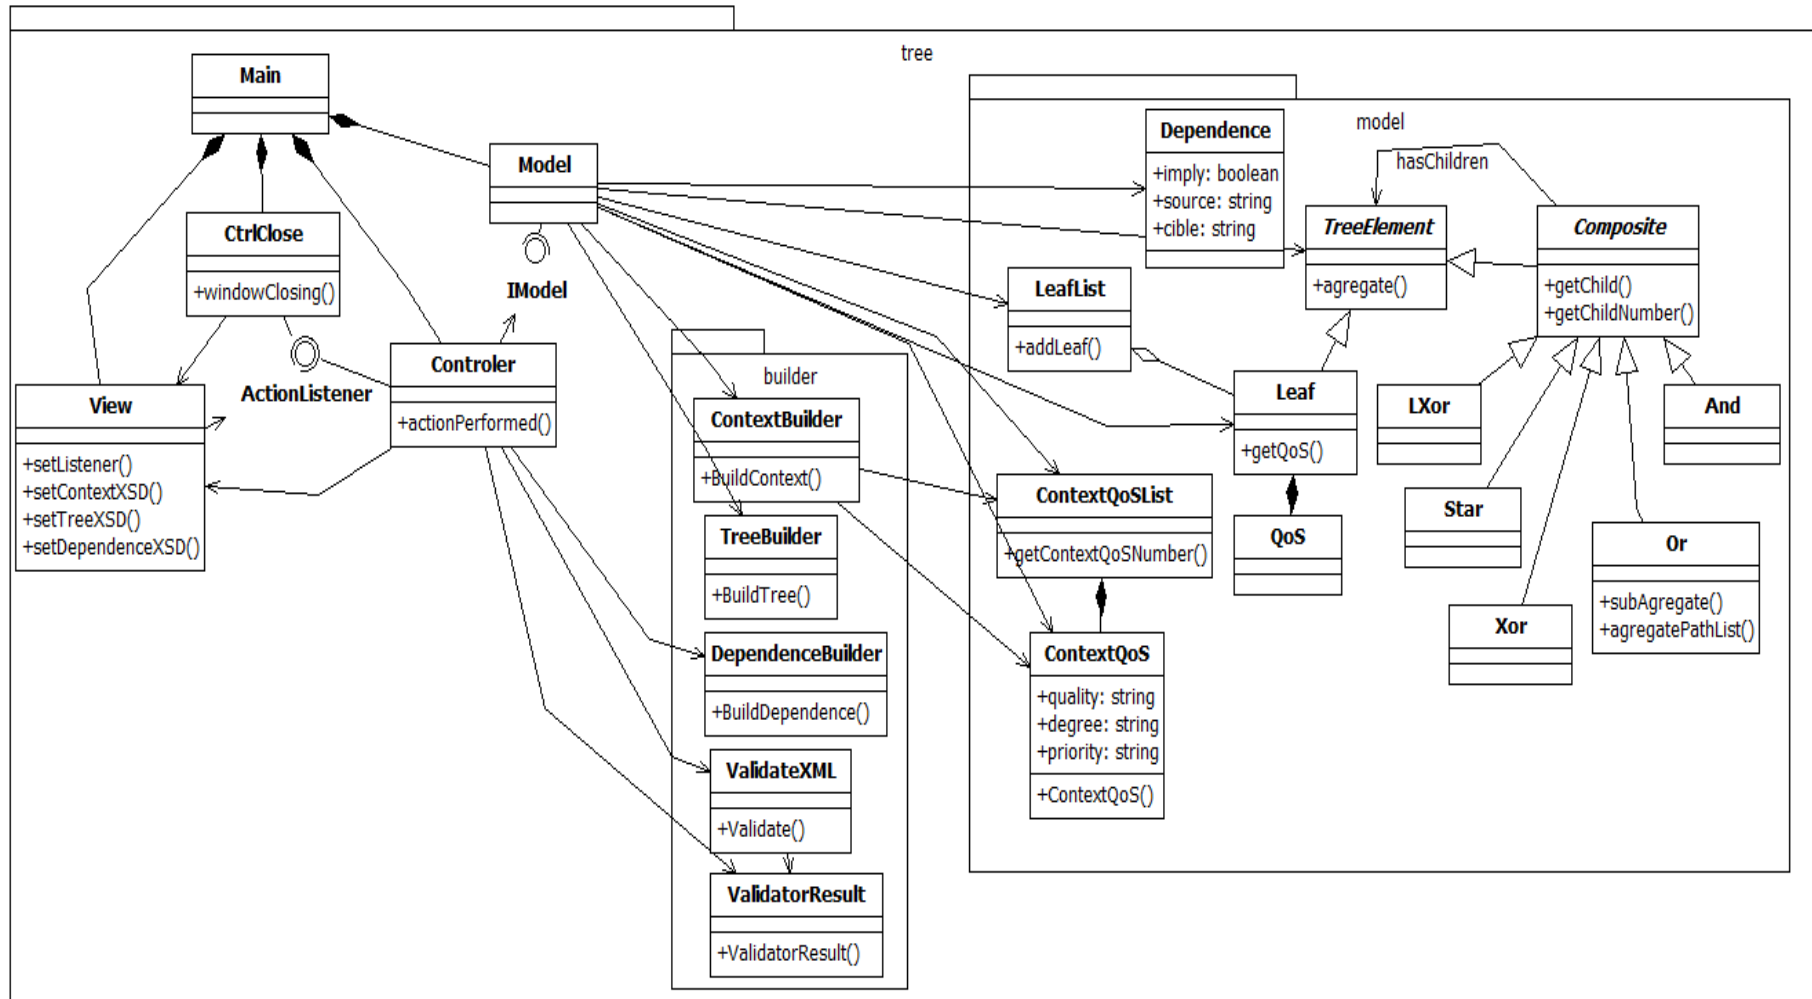 tree
Main
Model
CtrlClose
+windowClosing()
IModel
ActionListener
Controler
+actionPerformed()
View
+setListener()
+setContextXSD()
+setTreeXSD()
+setDependenceXSD()
builder
ContextBuilder
+BuildContext()
TreeBuilder
+BuildTree()
DependenceBuilder
+BuildDependence()
ValidateXML
+Validate()
ValidatorResult
+ValidatorResult()
model
Dependence
+imply: boolean
+source: string
+cible: string
hasChildren
TreeElement
+agregate()
Composite
+getChild()
+getChildNumber()
LeafList
+addLeaf()
Leaf
+getQoS()
QoS
ContextQoSList
+getContextQoSNumber()
ContextQoS
+quality: string
+degree: string
+priority: string
+ContextQoS()
LXor
And
Star
Or
+subAgregate()
+agregatePathList()
Xor